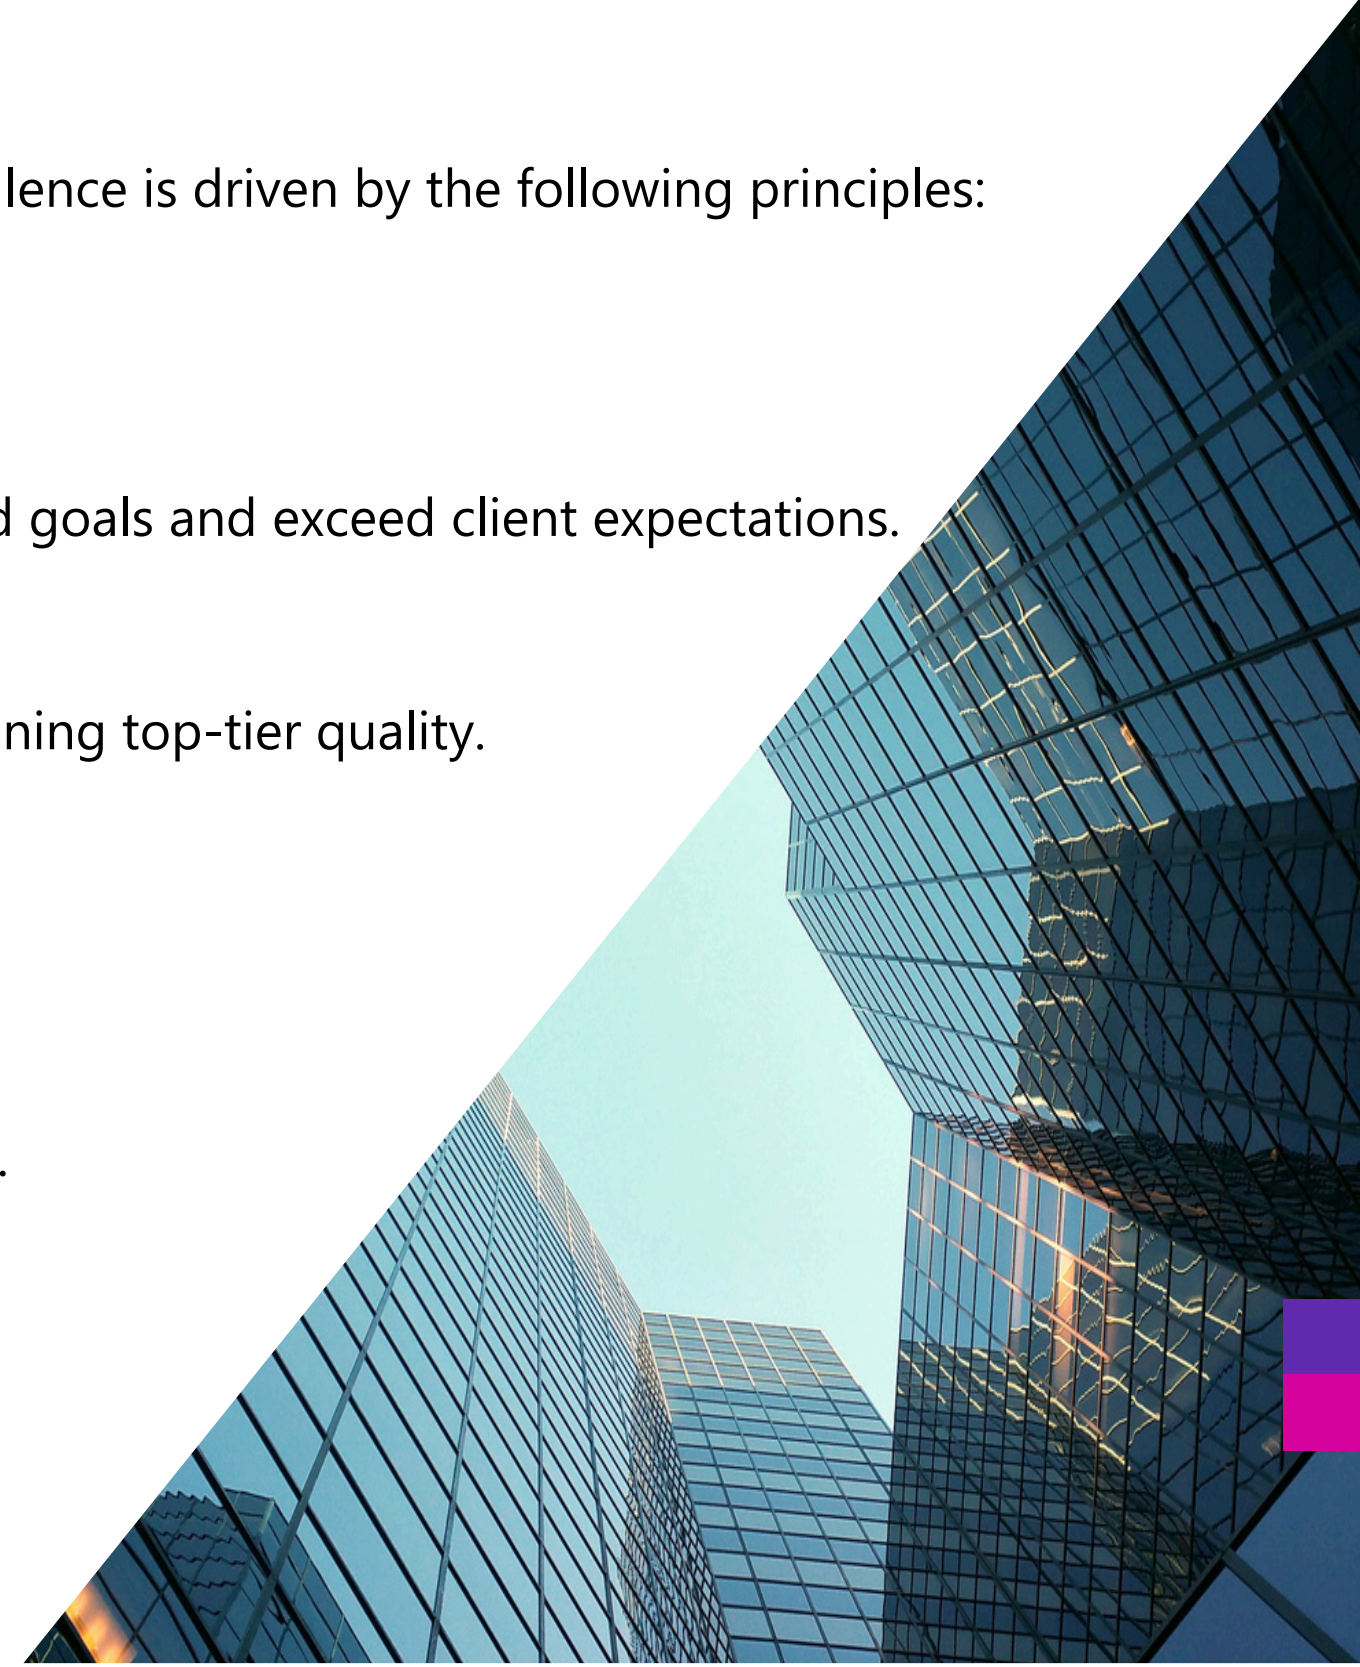 lence is driven by the following principles:
d goals and exceed client expectations.
ning top-tier quality.
.